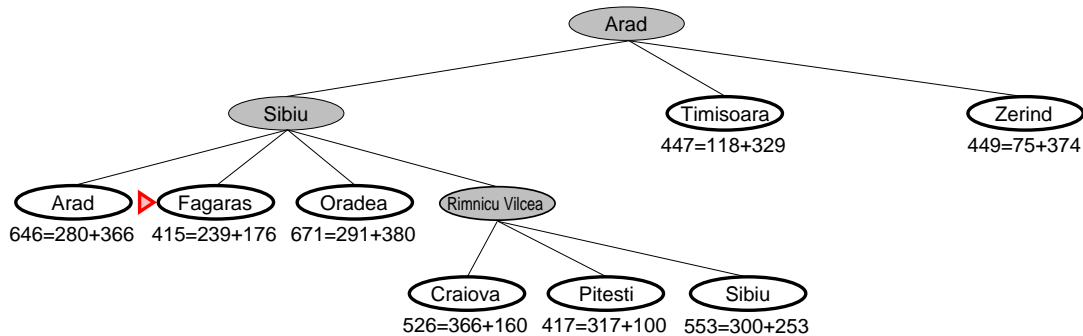 Arad
Sibiu
Timisoara
Zerind
447=118+329
449=75+374
Arad
Fagaras
Oradea
Rimnicu Vilcea
646=280+366
415=239+176
671=291+380
Craiova
Pitesti
Sibiu
526=366+160
417=317+100
553=300+253